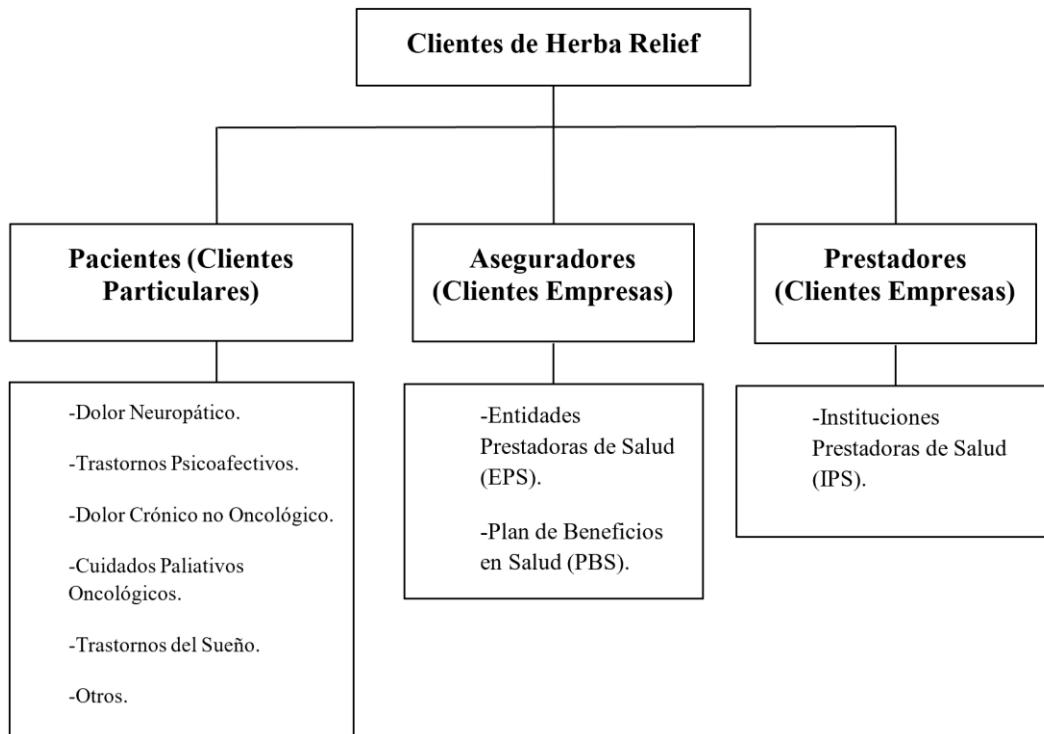 Clientes de Herba Relief
Pacientes (Clientes
Particulares)
Aseguradores
(Clientes Empresas)
Prestadores
(Clientes Empresas)
-Dolor Neuropático.
-Trastornos Psicoafectivos.
-Dolor Crónico no Oncológico.
-Cuidados Paliativos
Oncológicos.
-Trastornos del Sueño.
-Otros.
-Entidades
Prestadoras de Salud
(EPS).
-Plan de Beneficios
en Salud (PBS).
-Instituciones
Prestadoras de Salud
(IPS).